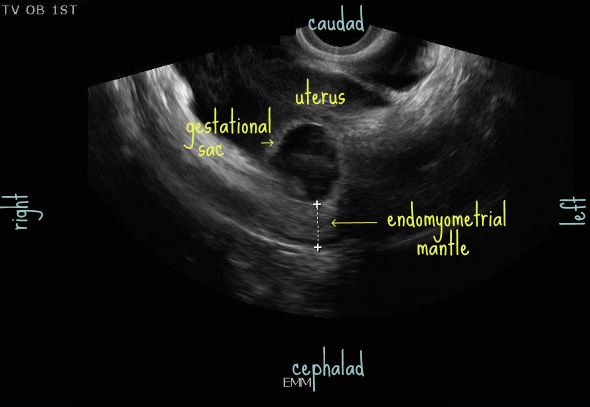 TV OB 1ST
caudad
uterus
gestational
sac
right
left
endomyometrial
mantle
cephalad
EMM